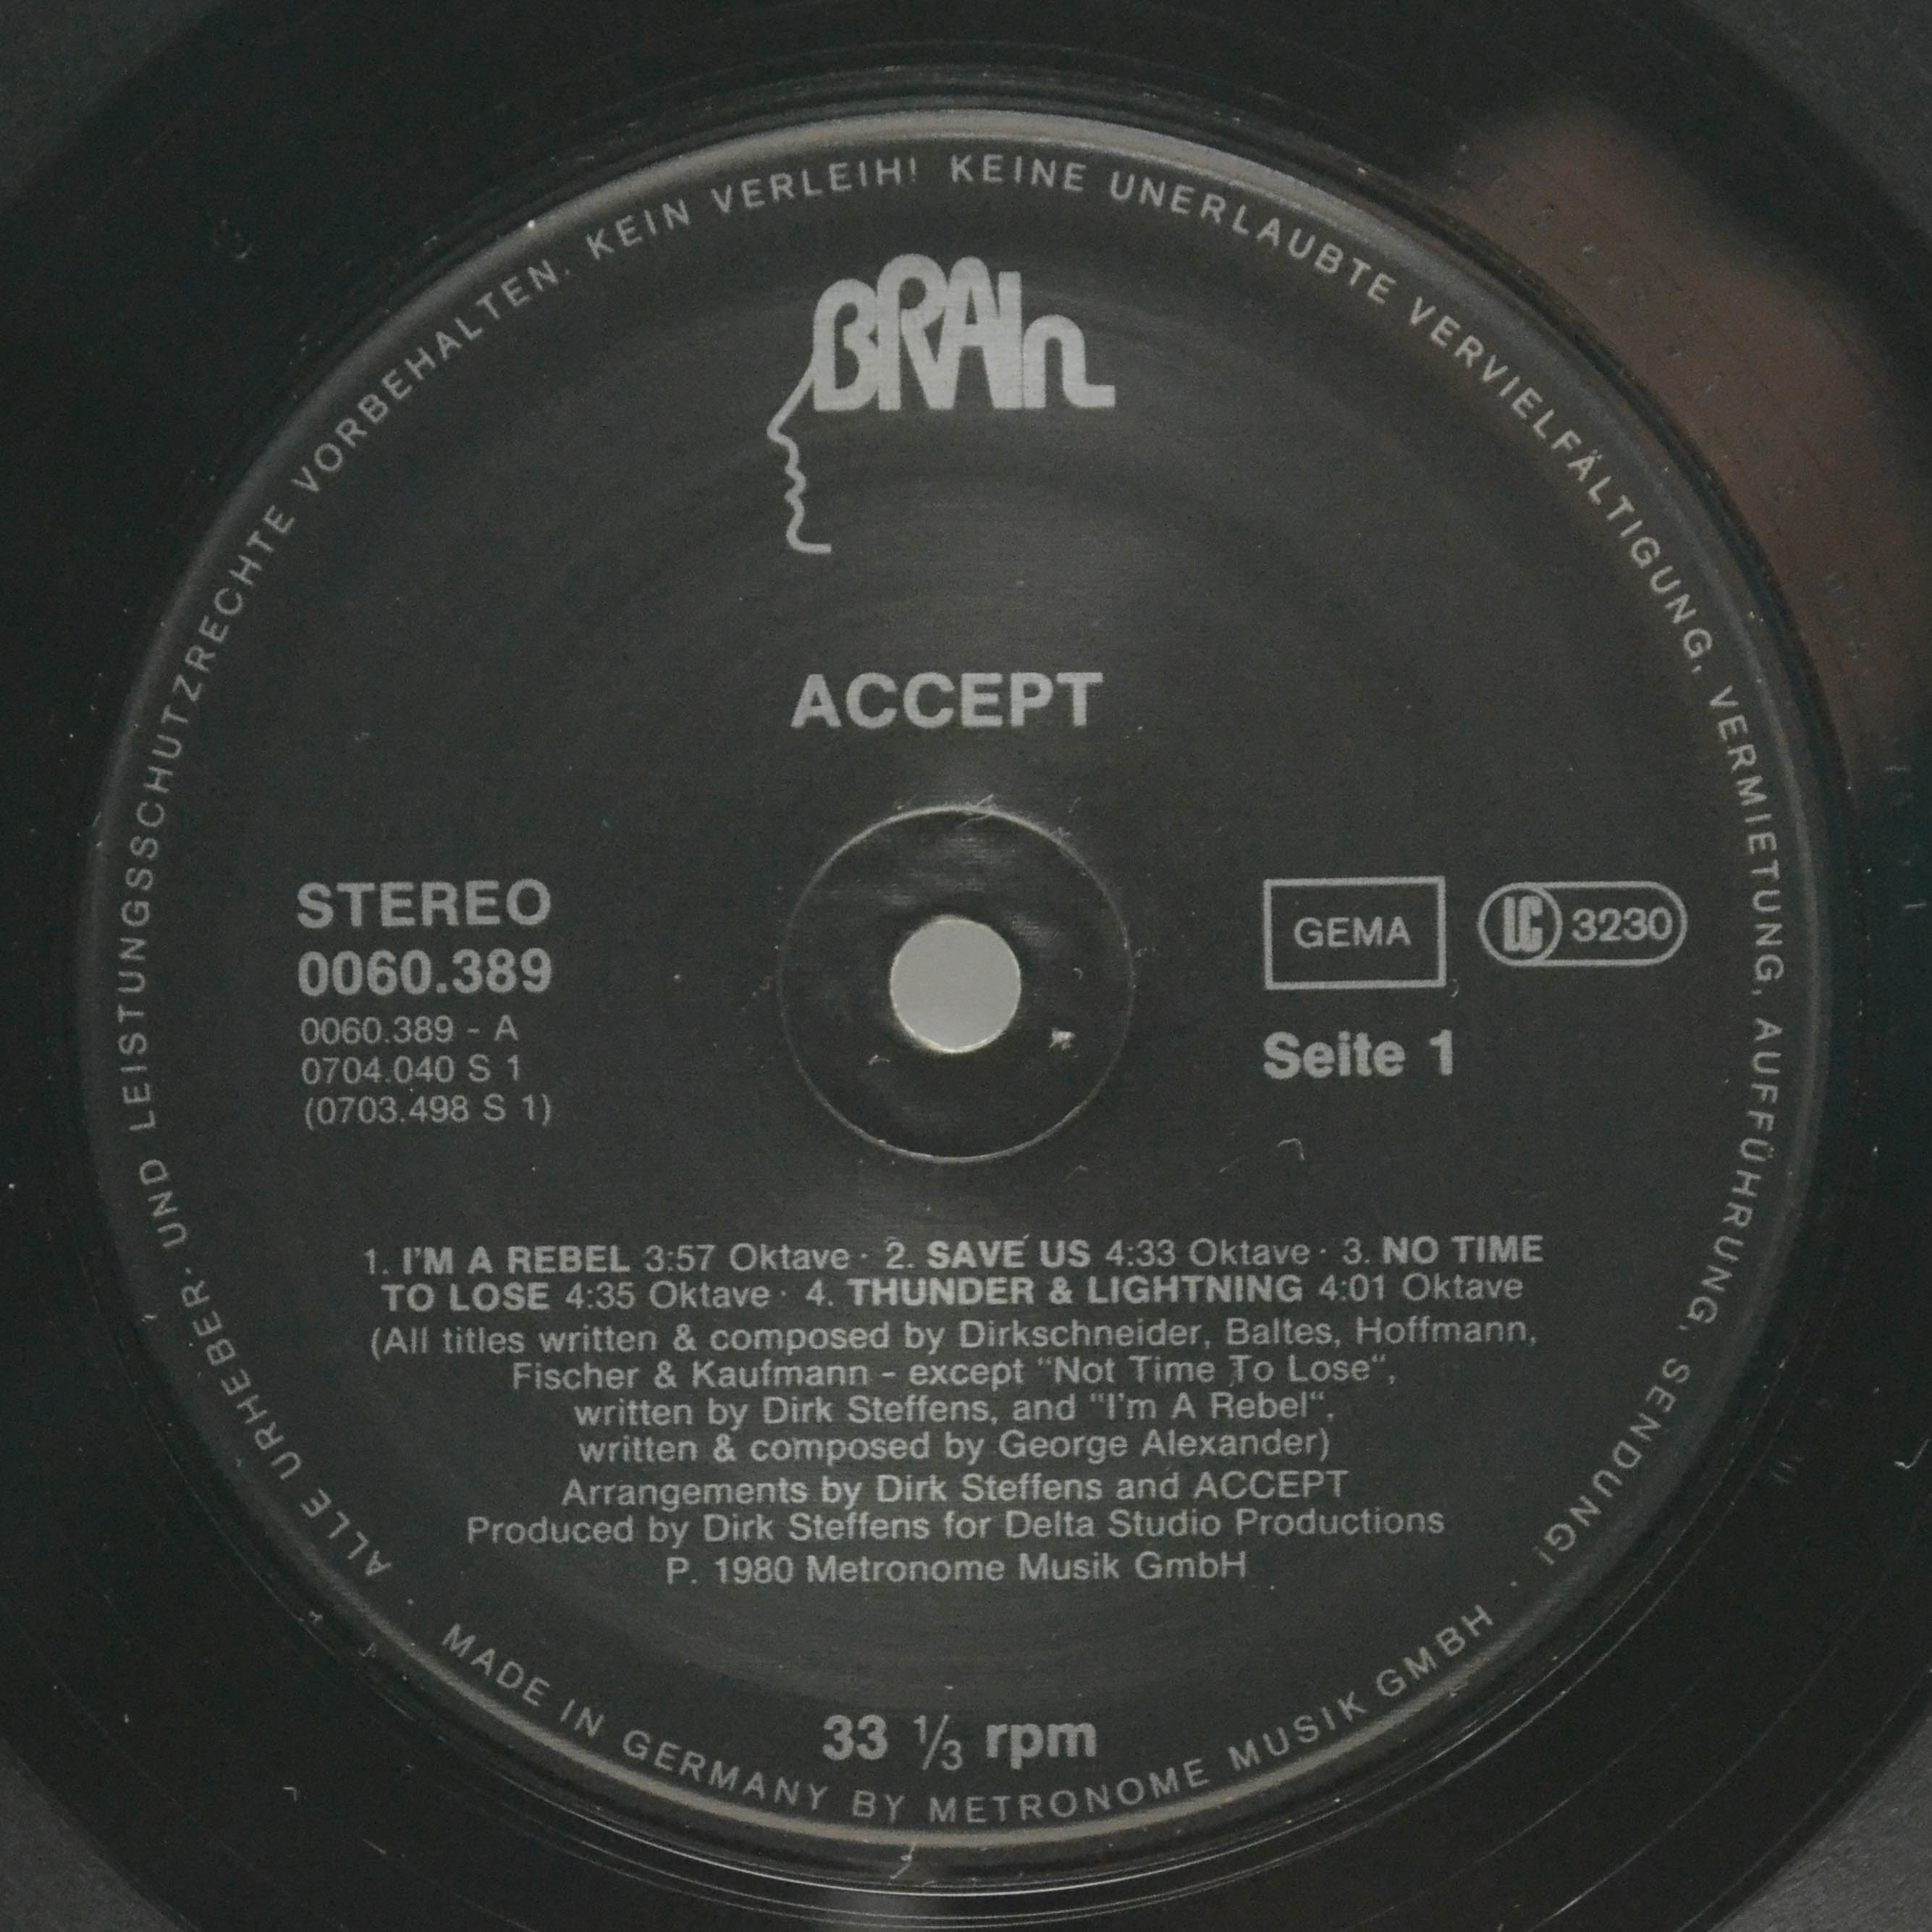 ALLE URHEBER- UND LEISTUNGSSCHUTZRECHTE VORBEHALTEN. KEIN VERLEIH! KEINE UNERLAUBTE VERVIELFÄLTIGUNG, VERMIETUNG, AUFFÜHRUNG, SENDUNG!
BRAIn
ACCEPT
STEREO
0060.389
0060.389 - A
0704.040 S 1
(0703.498 S 1)
GEMA
LC 3230
Seite 1
1. I'M A REBEL 3:57 Oktave · 2. SAVE US 4:33 Oktave · 3. NO TIME
TO LOSE 4:35 Oktave · 4. THUNDER & LIGHTNING 4:01 Oktave
(All titles written & composed by Dirkschneider, Baltes, Hoffmann,
Fischer & Kaufmann - except “Not Time To Lose“,
written by Dirk Steffens, and “I'm A Rebel“,
written & composed by George Alexander)
Arrangements by Dirk Steffens and ACCEPT
Produced by Dirk Steffens for Delta Studio Productions
P. 1980 Metronome Musik GmbH
33 1/3 rpm
· MADE IN GERMANY BY METRONOME MUSIK GMBH ·